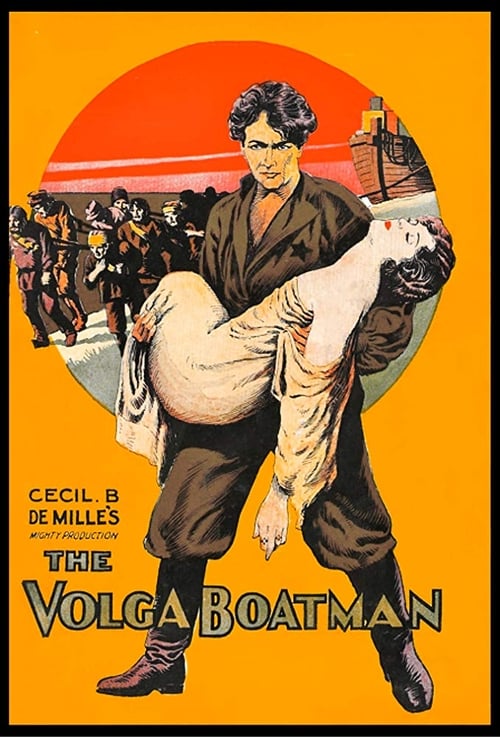 CECIL. B
DE MILLE'S
MIGHTY PRODUCTION
THE
VOLGA BOATMAN